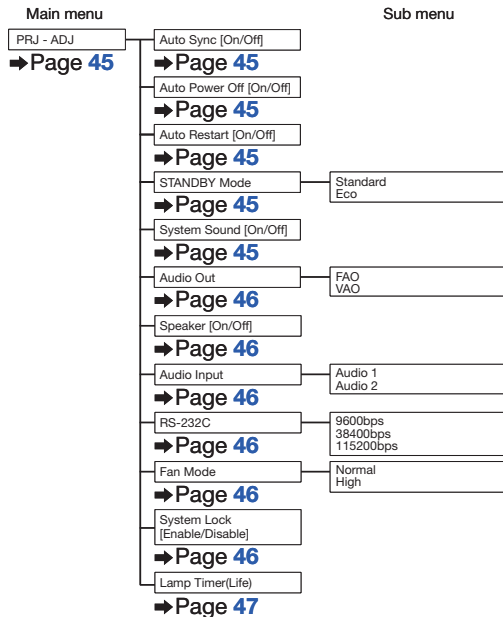 Main menu
Sub menu
PRJ - ADJ
➡Page 45
Auto Sync [On/Off]
➡Page 45
Auto Power Off [On/Off]
➡Page 45
Auto Restart [On/Off]
➡Page 45
STANDBY Mode
Standard
Eco
➡Page 45
System Sound [On/Off]
➡Page 45
Audio Out
FAO
VAO
➡Page 46
Speaker [On/Off]
➡Page 46
Audio Input
Audio 1
Audio 2
➡Page 46
RS-232C
9600bps
38400bps
115200bps
➡Page 46
Fan Mode
Normal
High
➡Page 46
System Lock
[Enable/Disable]
➡Page 46
Lamp Timer(Life)
➡Page 47